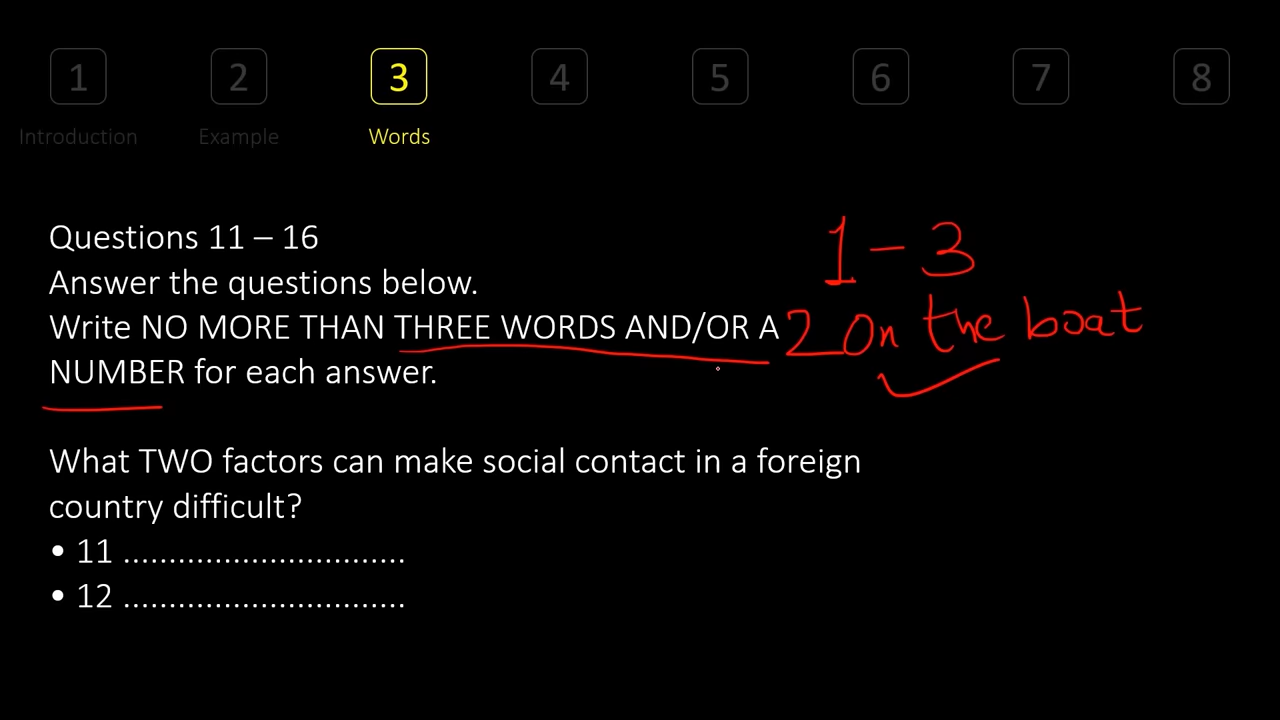 1 2 3 4 5 6 7 8
Introduction Example Words
Questions 11 – 16
Answer the questions below.
Write NO MORE THAN THREE WORDS AND/OR A
NUMBER for each answer.
1 – 3
2 on the boat
What TWO factors can make social contact in a foreign
country difficult?
• 11 ..............................
• 12 ..............................